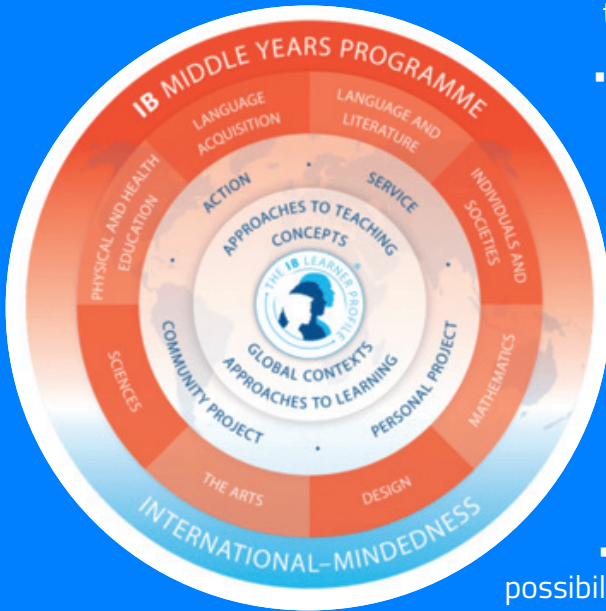 IB MIDDLE YEARS PROGRAMME
LANGUAGE
ACQUISITION
LANGUAGE AND
LITERATURE
PHYSICAL AND HEALTH
EDUCATION
INDIVIDUALS AND
SOCIETIES
SCIENCES
MATHEMATICS
THE ARTS
DESIGN
ACTION
SERVICE
COMMUNITY PROJECT
PERSONAL PROJECT
APPROACHES TO TEACHING
CONCEPTS
THE IB LEARNER PROFILE
GLOBAL CONTEXTS
APPROACHES TO LEARNING
INTERNATIONAL–MINDEDNESS
possibil